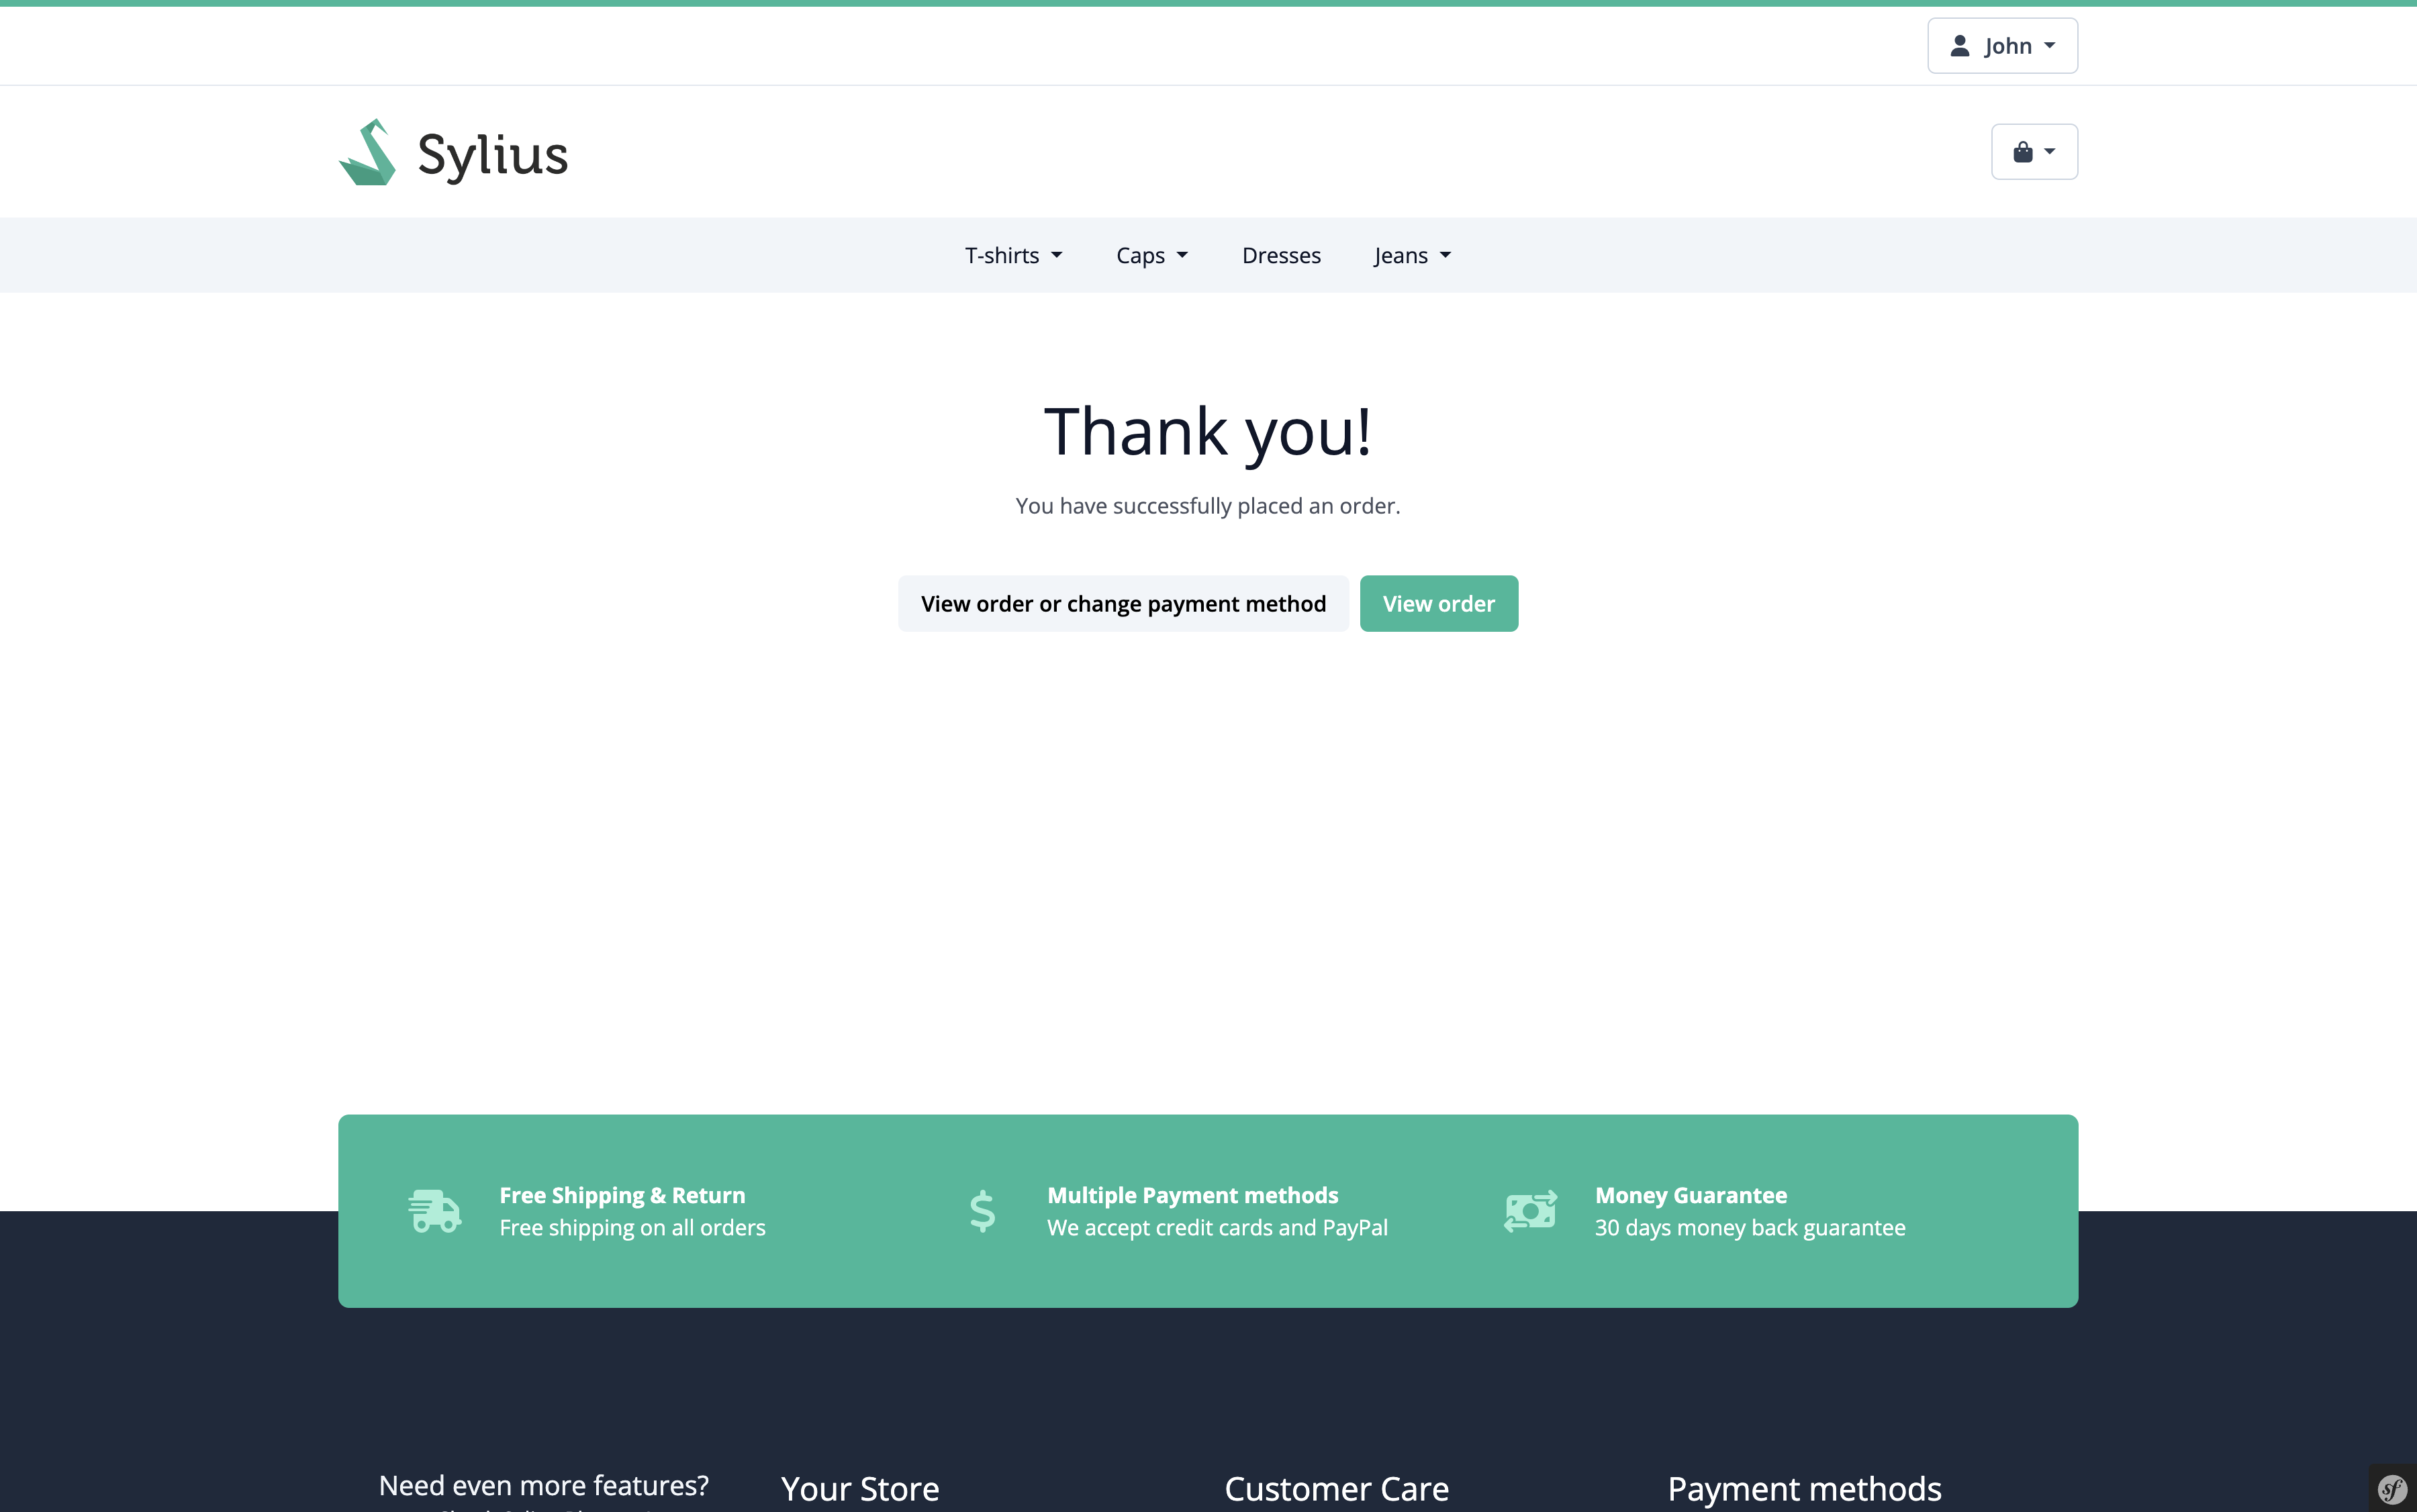 John
Sylius
T-shirts
Caps
Dresses
Jeans
Thank you!
You have successfully placed an order.
View order or change payment method
View order
Free Shipping & Return
Free shipping on all orders
Multiple Payment methods
We accept credit cards and PayPal
Money Guarantee
30 days money back guarantee
Need even more features?
Your Store
Customer Care
Payment methods
sf